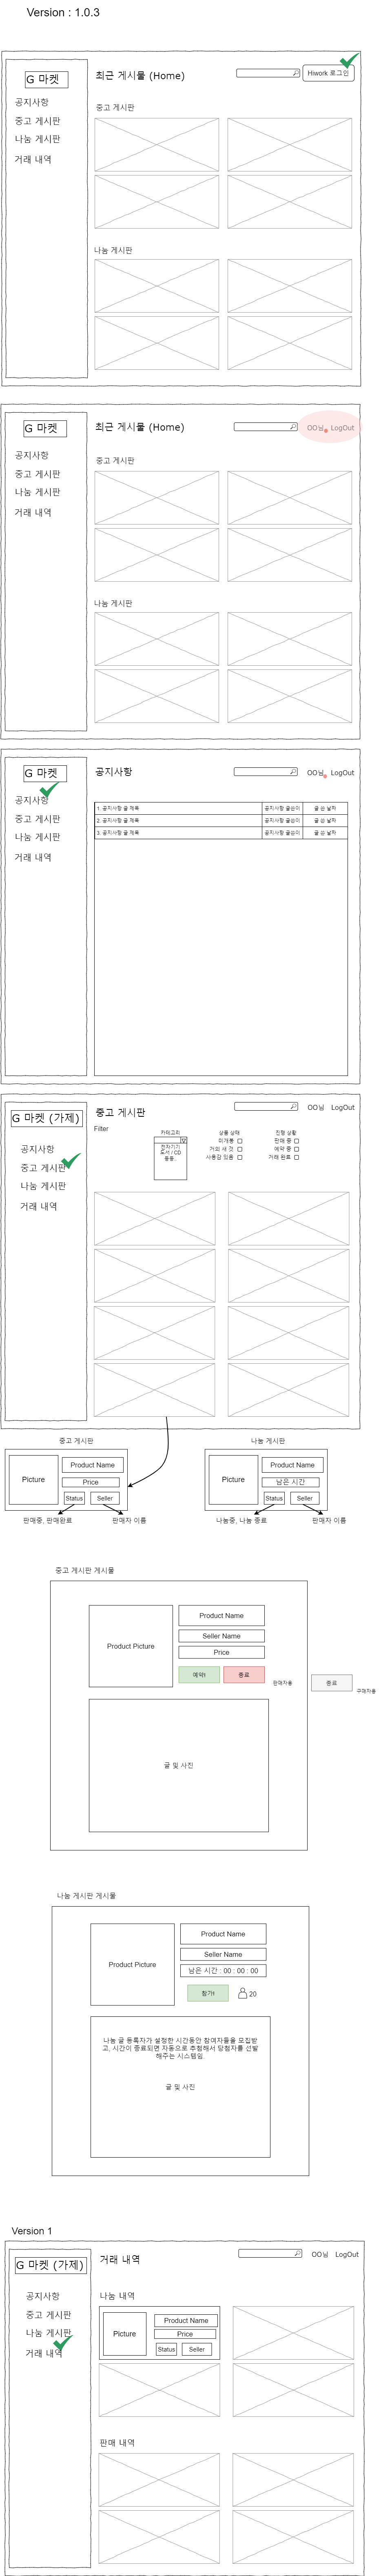 Version : 1.0.3
G 마켓
공지사항
중고 게시판
나눔 게시판
거래 내역
최근 게시물 (Home)
Hiwork 로그인
중고 게시판
나눔 게시판
G 마켓
공지사항
중고 게시판
나눔 게시판
거래 내역
최근 게시물 (Home)
OO님
LogOut
중고 게시판
나눔 게시판
G 마켓
공지사항
중고 게시판
나눔 게시판
거래 내역
공지사항
OO님
LogOut
1. 공지사항 글 제목 공지사항 글쓴이 글 쓴 날짜
2. 공지사항 글 제목 공지사항 글쓴이 글 쓴 날짜
3. 공지사항 글 제목 공지사항 글쓴이 글 쓴 날짜
G 마켓 (가제)
공지사항
중고 게시판
나눔 게시판
거래 내역
중고 게시판
OO님
LogOut
Filter
카테고리
전자기기
도서 / CD
등등..
상품 상태
미개봉
거의 새 것
사용감 있음
진행 상황
판매 중
예약 중
거래 완료
중고 게시판
Picture
Product Name
Price
Status
Seller
판매중, 판매완료
판매자 이름
나눔 게시판
Picture
Product Name
남은 시간
Status
Seller
나눔중, 나눔 종료
판매자 이름
중고 게시판 게시물
Product Picture
Product Name
Seller Name
Price
예약!
종료
판매자용
종료
구매자용
글 및 사진
나눔 게시판 게시물
Product Picture
Product Name
Seller Name
남은 시간 : 00 : 00 : 00
참가!
20
나눔 글 등록자가 설정한 시간동안 참여자들을 모집받
고, 시간이 종료되면 자동으로 추첨해서 당첨자를 선별
해주는 시스템임.
글 및 사진
Version 1
G 마켓 (가제)
공지사항
중고 게시판
나눔 게시판
거래 내역
거래 내역
OO님
LogOut
나눔 내역
Picture
Product Name
Price
Status
Seller
판매 내역